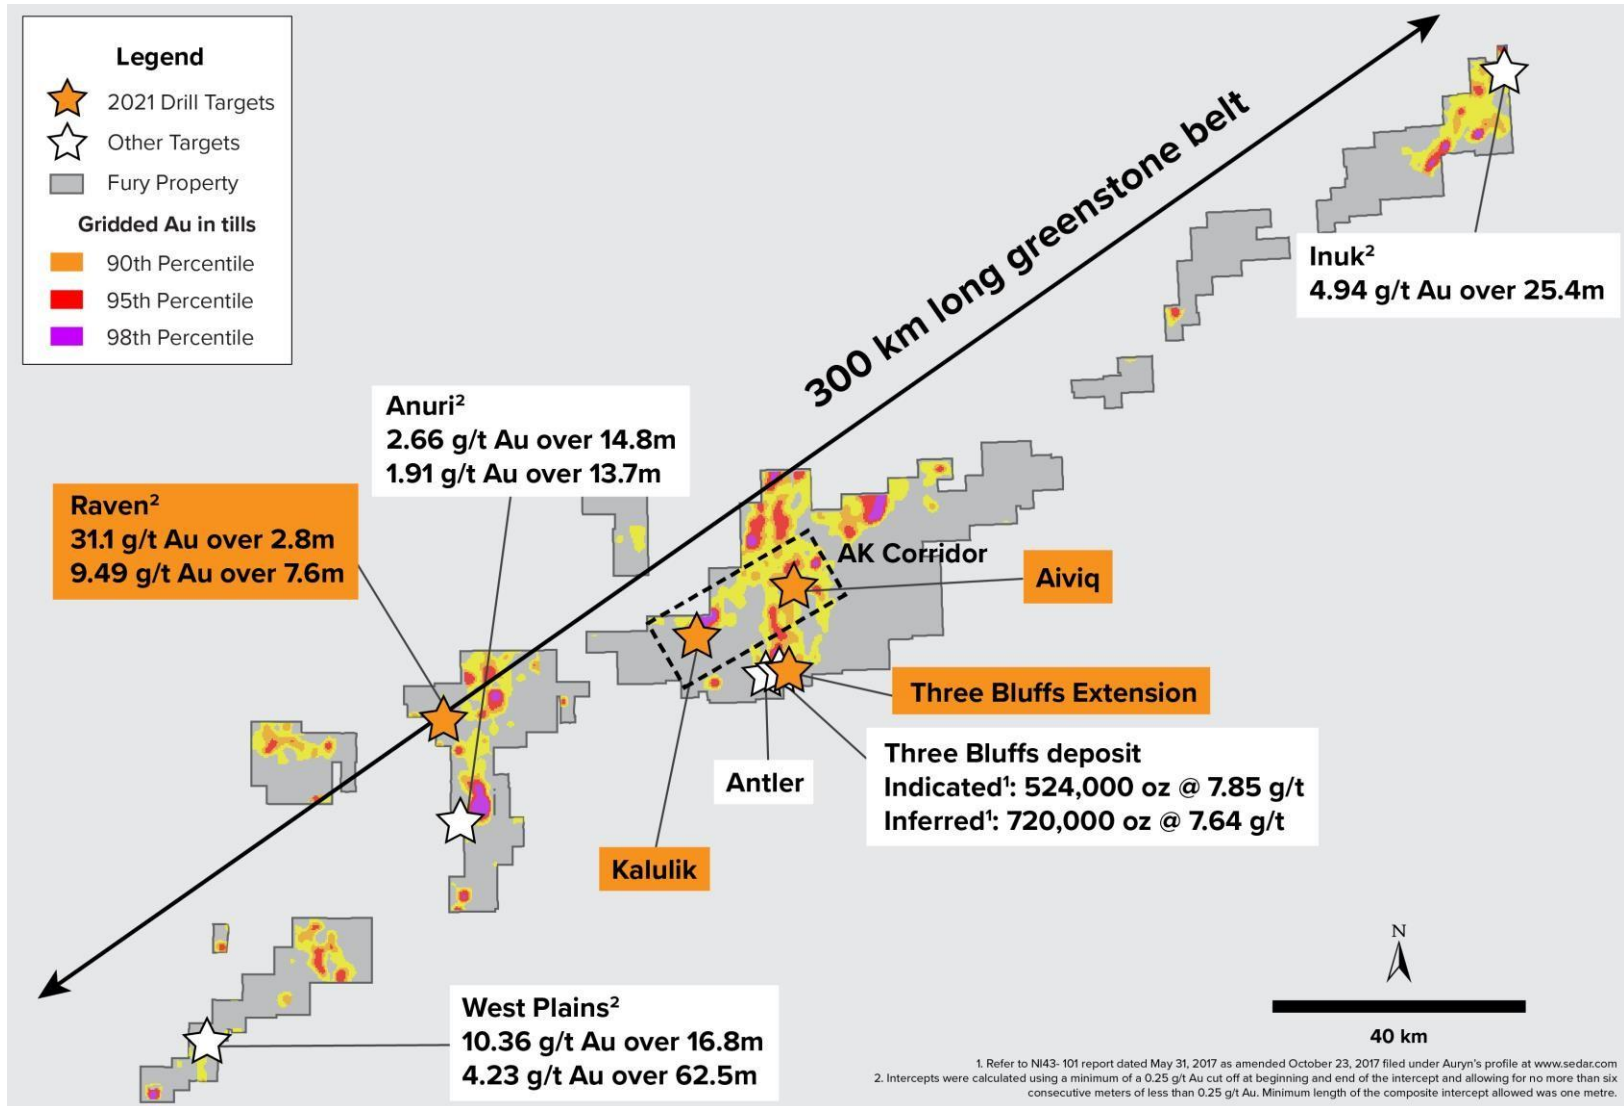 Legend
2021 Drill Targets
Other Targets
Fury Property
Gridded Au in tills
90th Percentile
95th Percentile
98th Percentile
300 km long greenstone belt
Inuk²
4.94 g/t Au over 25.4m
Anuri²
2.66 g/t Au over 14.8m
1.91 g/t Au over 13.7m
Raven²
31.1 g/t Au over 2.8m
9.49 g/t Au over 7.6m
AK Corridor
Aiviq
Three Bluffs Extension
Antler
Three Bluffs deposit
Indicated¹: 524,000 oz @ 7.85 g/t
Inferred¹: 720,000 oz @ 7.64 g/t
Kalulik
West Plains²
10.36 g/t Au over 16.8m
4.23 g/t Au over 62.5m
N
40 km
1. Refer to NI43- 101 report dated May 31, 2017 as amended October 23, 2017 filed under Auryn's profile at www.sedar.com
2. Intercepts were calculated using a minimum of a 0.25 g/t Au cut off at beginning and end of the intercept and allowing for no more than six
consecutive meters of less than 0.25 g/t Au. Minimum length of the composite intercept allowed was one metre.